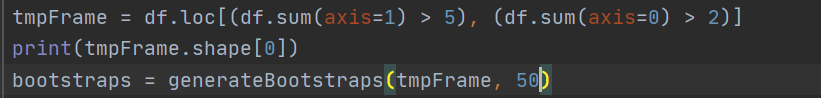 tmpFrame = df.loc[(df.sum(axis=1) > 5), (df.sum(axis=0) > 2)]
print(tmpFrame.shape[0])
bootstraps = generateBootstraps(tmpFrame, 50)